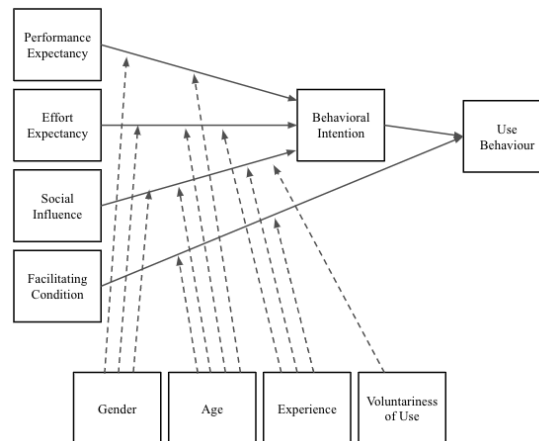 Performance
Expectancy
Effort
Expectancy
Behavioral
Intention
Use
Behaviour
Social
Influence
Facilitating
Condition
Gender
Age
Experience
Voluntariness
of Use